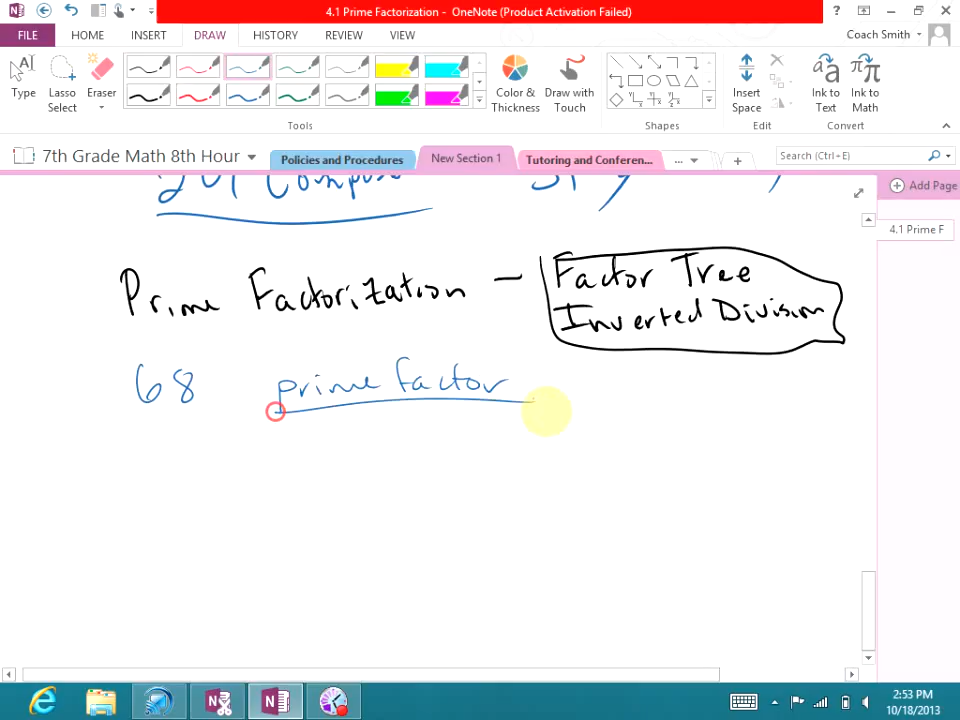 4.1 Prime Factorization - OneNote (Product Activation Failed)
FILE HOME INSERT DRAW HISTORY REVIEW VIEW Coach Smith
Type Lasso Select Eraser Color & Thickness Draw with Touch Insert Space Ink to Text Ink to Math
Tools Shapes Edit Convert
7th Grade Math 8th Hour Policies and Procedures New Section 1 Tutoring and Conferen... ... Search (Ctrl+E)
Add Page
4.1 Prime F
Prime Factorization - Factor Tree
Inverted Division
68 prime factor
2:53 PM
10/18/2013